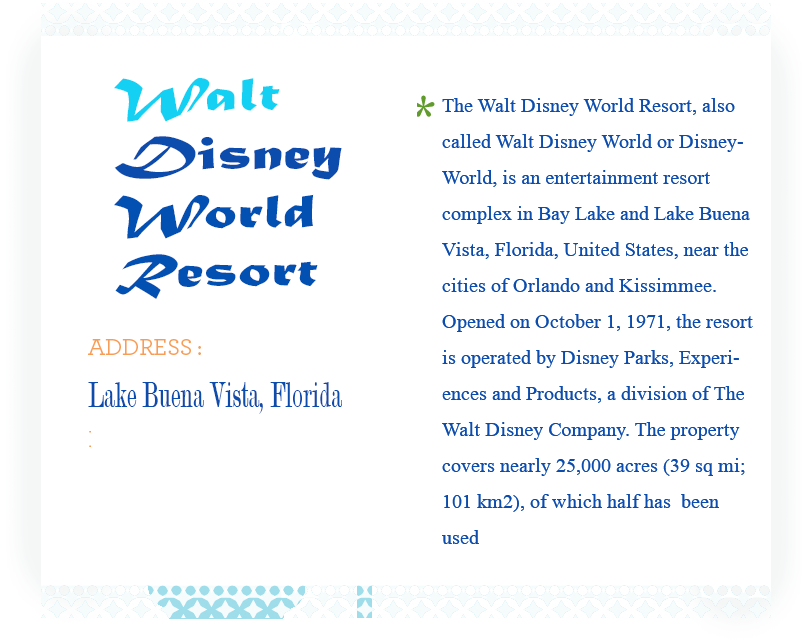 Walt
Disney
World
Resort
ADDRESS :
Lake Buena Vista, Florida
:
* The Walt Disney World Resort, also
called Walt Disney World or Disney-
World, is an entertainment resort
complex in Bay Lake and Lake Buena
Vista, Florida, United States, near the
cities of Orlando and Kissimmee.
Opened on October 1, 1971, the resort
is operated by Disney Parks, Experi-
ences and Products, a division of The
Walt Disney Company. The property
covers nearly 25,000 acres (39 sq mi;
101 km2), of which half has  been
used